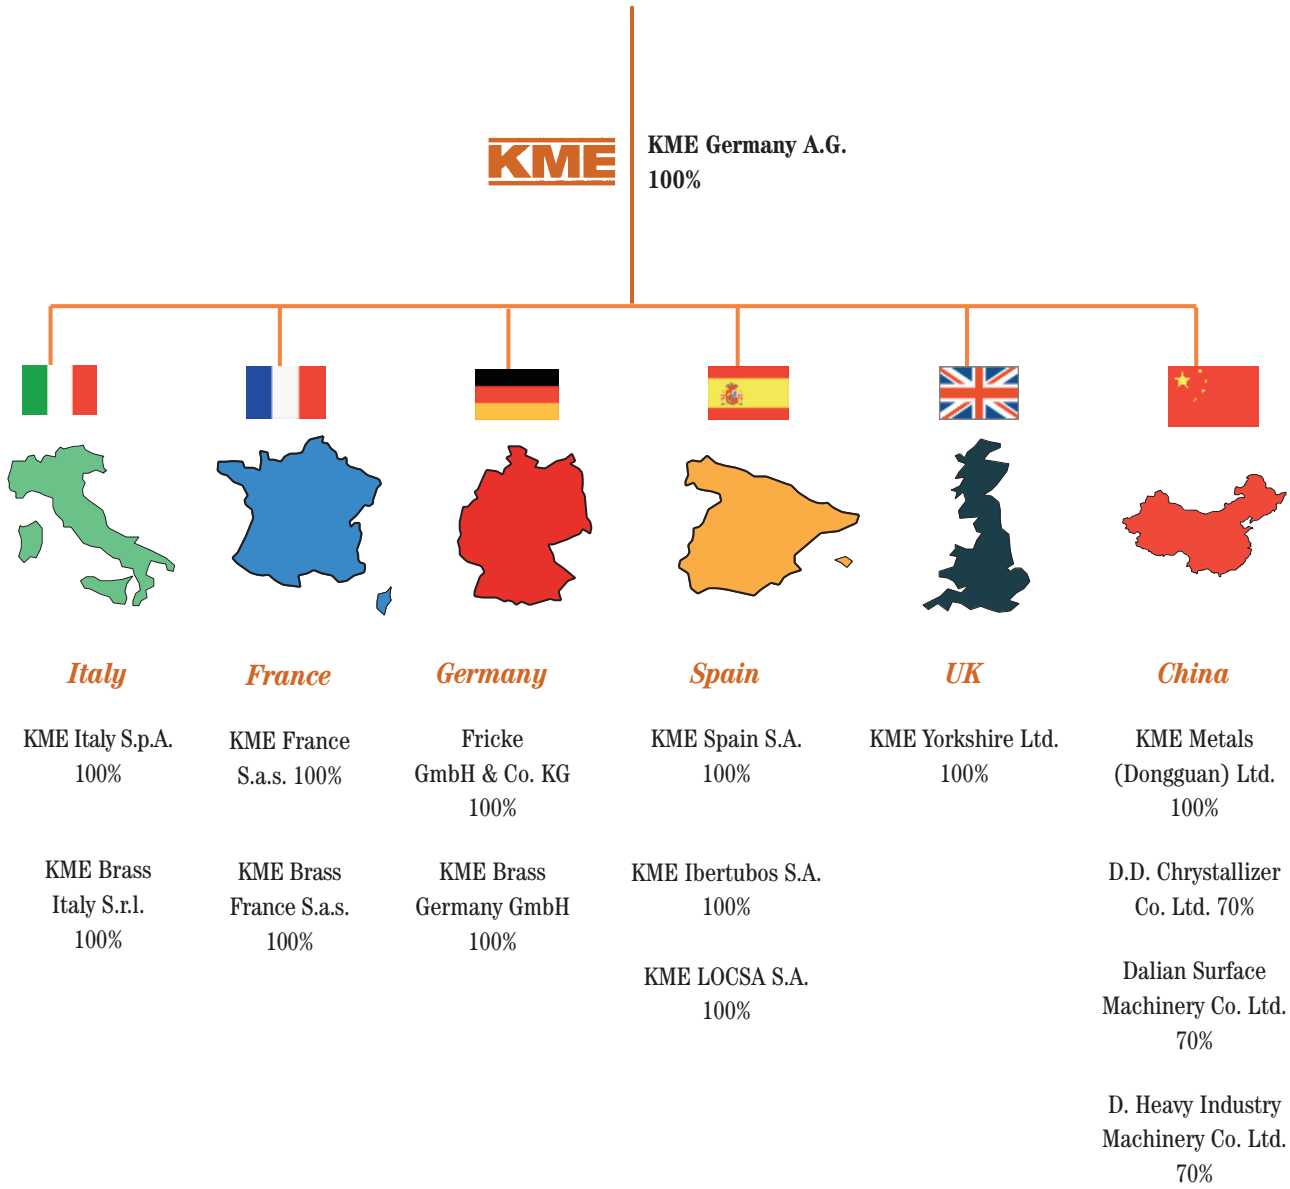 KME
KME Germany A.G.
100%
Italy
KME Italy S.p.A.
100%
KME Brass
Italy S.r.l.
100%
France
KME France
S.a.s. 100%
KME Brass
France S.a.s.
100%
Germany
Fricke
GmbH & Co. KG
100%
KME Brass
Germany GmbH
100%
Spain
KME Spain S.A.
100%
KME Ibertubos S.A.
100%
KME LOCSA S.A.
100%
UK
KME Yorkshire Ltd.
100%
China
KME Metals
(Dongguan) Ltd.
100%
D.D. Chrystallizer
Co. Ltd. 70%
Dalian Surface
Machinery Co. Ltd.
70%
D. Heavy Industry
Machinery Co. Ltd.
70%